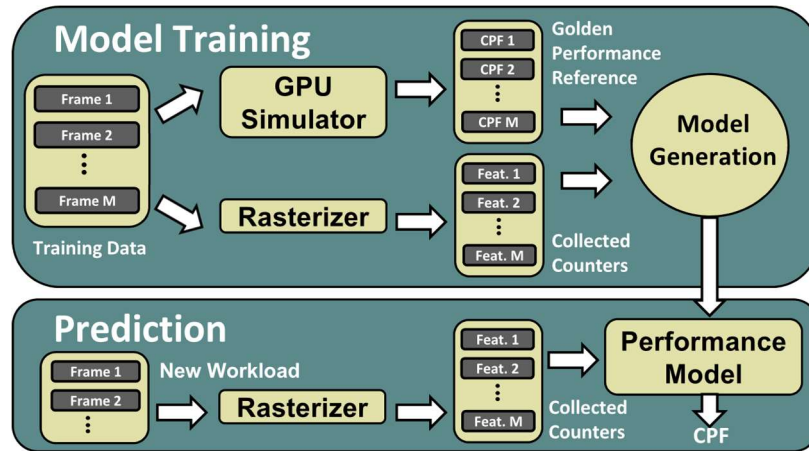 Model Training
Frame 1
Frame 2
Frame M
Training Data
GPU
Simulator
Rasterizer
CPF 1
CPF 2
CPF M
Golden
Performance
Reference
Feat. 1
Feat. 2
Feat. M
Collected
Counters
Model
Generation
Prediction
Frame 1
Frame 2
New Workload
Rasterizer
Feat. 1
Feat. 2
Feat. M
Collected
Counters
Performance
Model
CPF